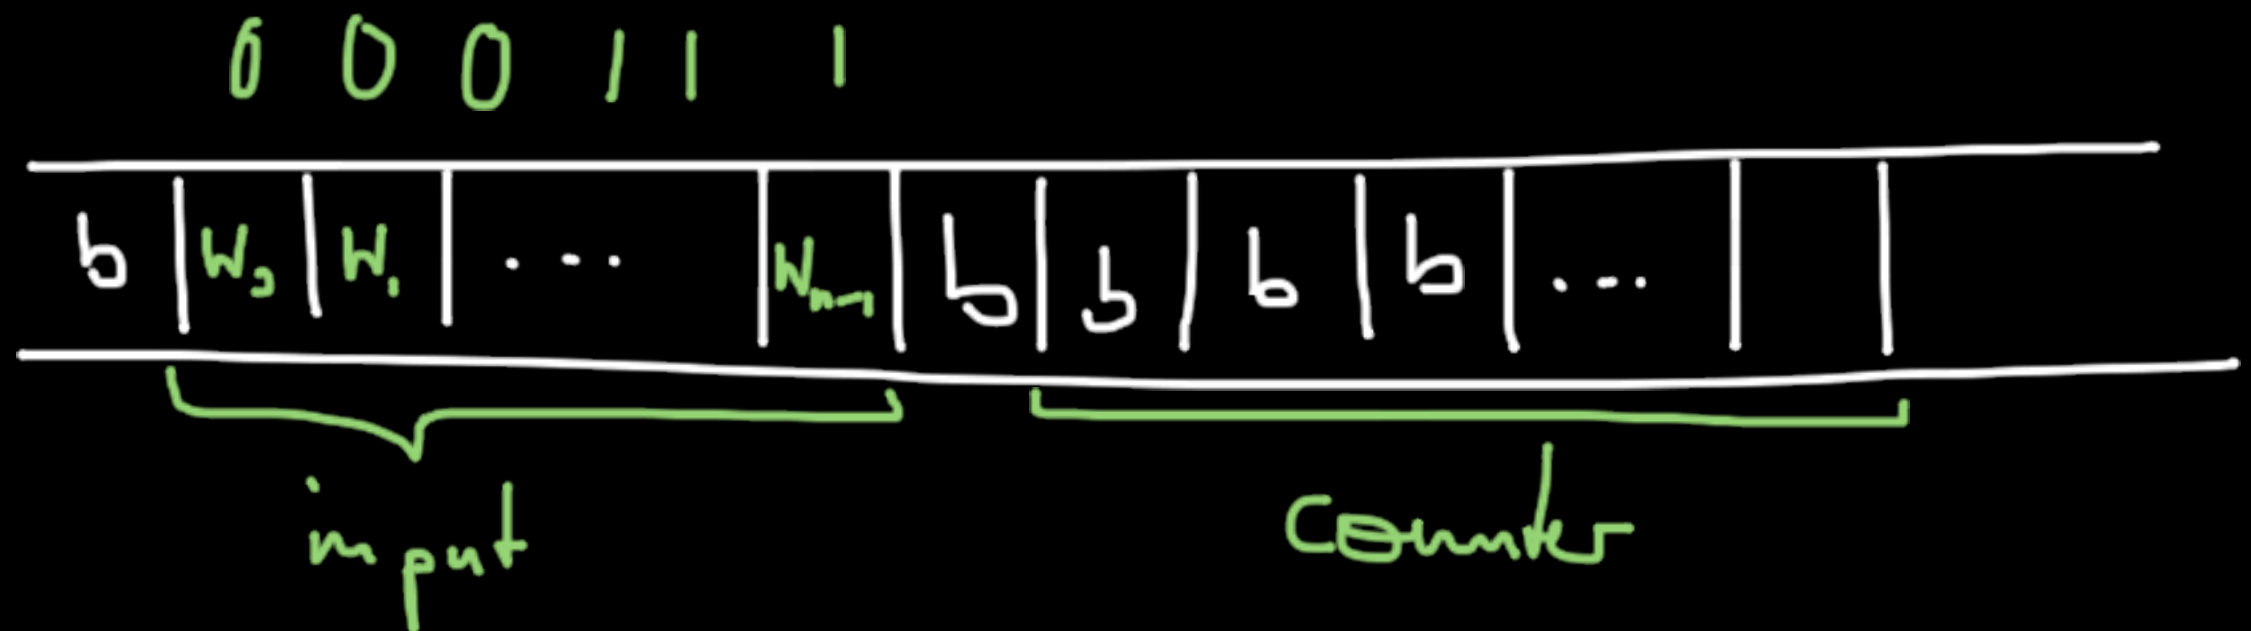 0 0 0 1 1 1
b W₀ W₁ ... Wₙ₋₁ b b b b ...
input counter